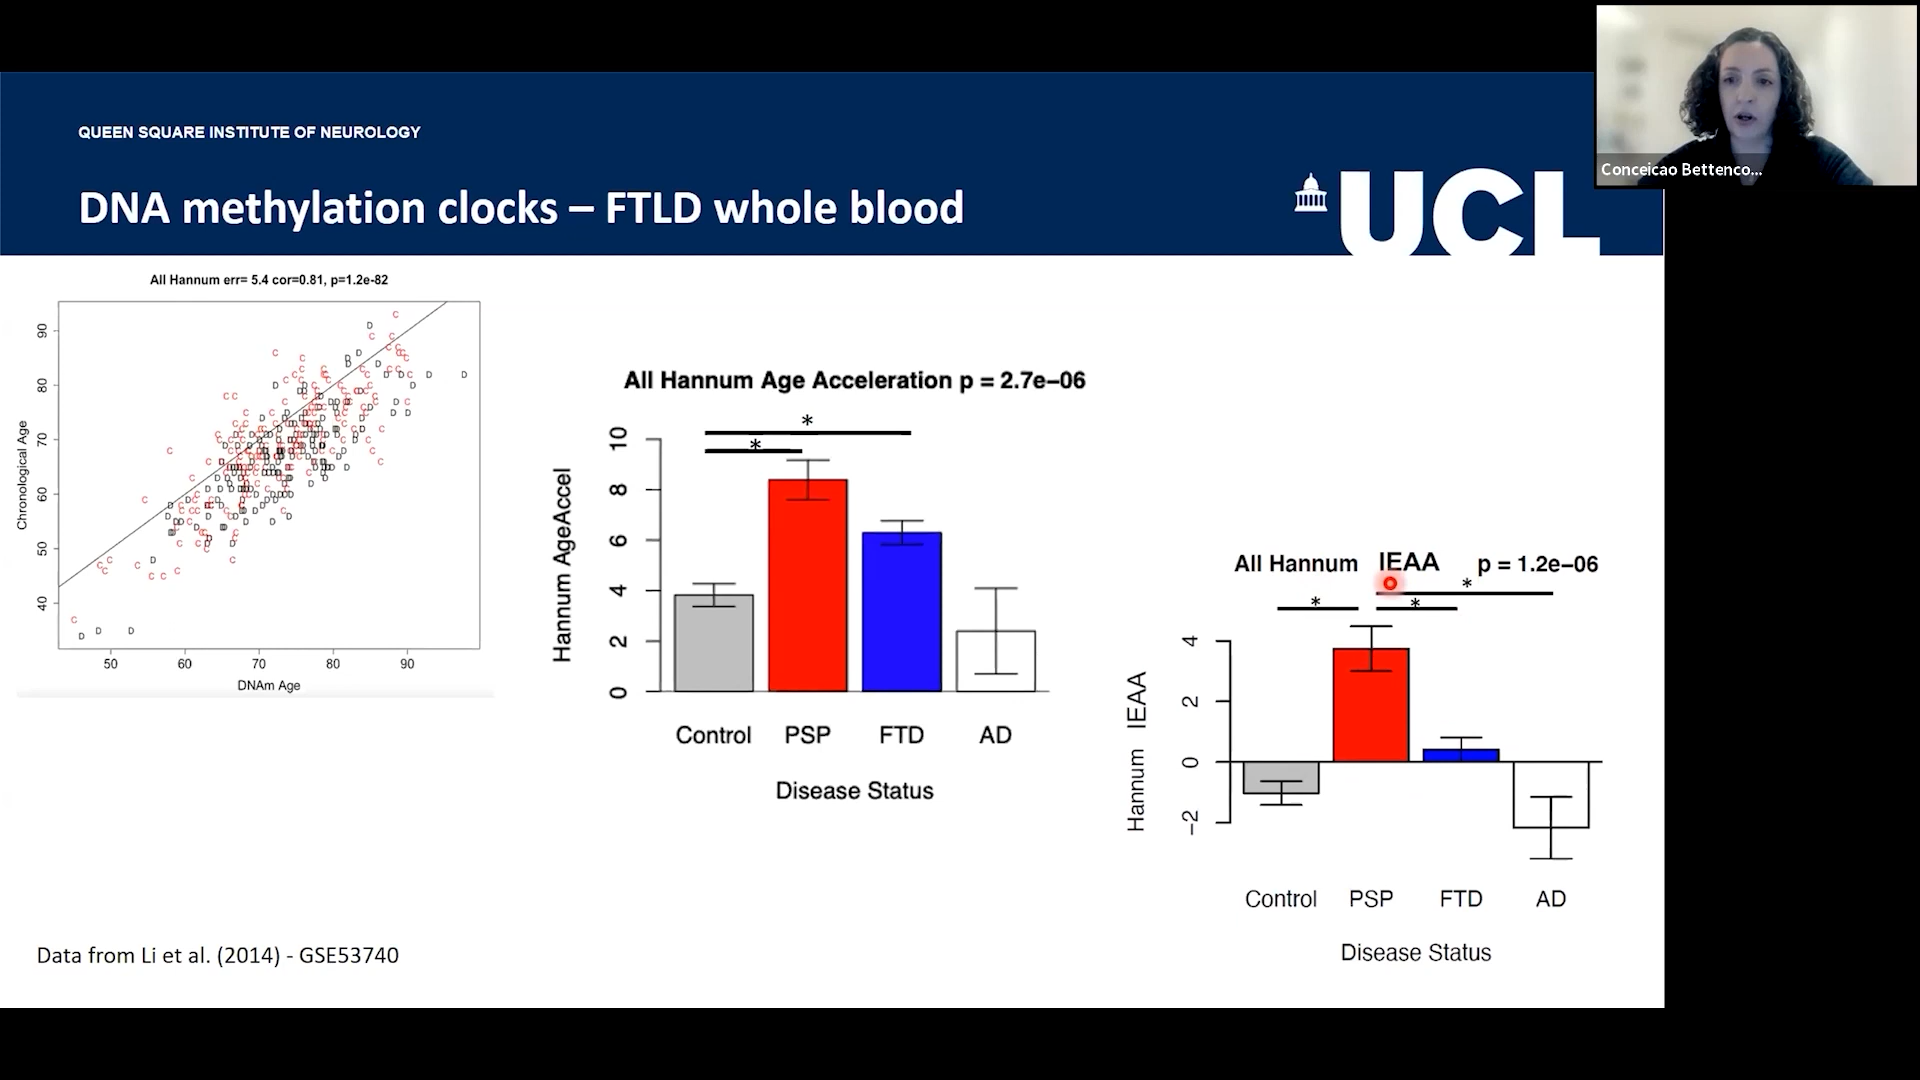 QUEEN SQUARE INSTITUTE OF NEUROLOGY
DNA methylation clocks – FTLD whole blood
UCL
Conceicao Bettenco...
All Hannum err= 5.4 cor=0.81, p=1.2e-82
Chronological Age
90
80
70
60
50
40
50 60 70 80 90
DNAm Age
All Hannum Age Acceleration p = 2.7e−06
* 
*
Hannum AgeAccel
10
8
6
4
2
0
Control PSP FTD AD
Disease Status
All Hannum IEAA p = 1.2e−06
*
* *
Hannum IEAA
4
2
0
−2
Control PSP FTD AD
Disease Status
Data from Li et al. (2014) - GSE53740